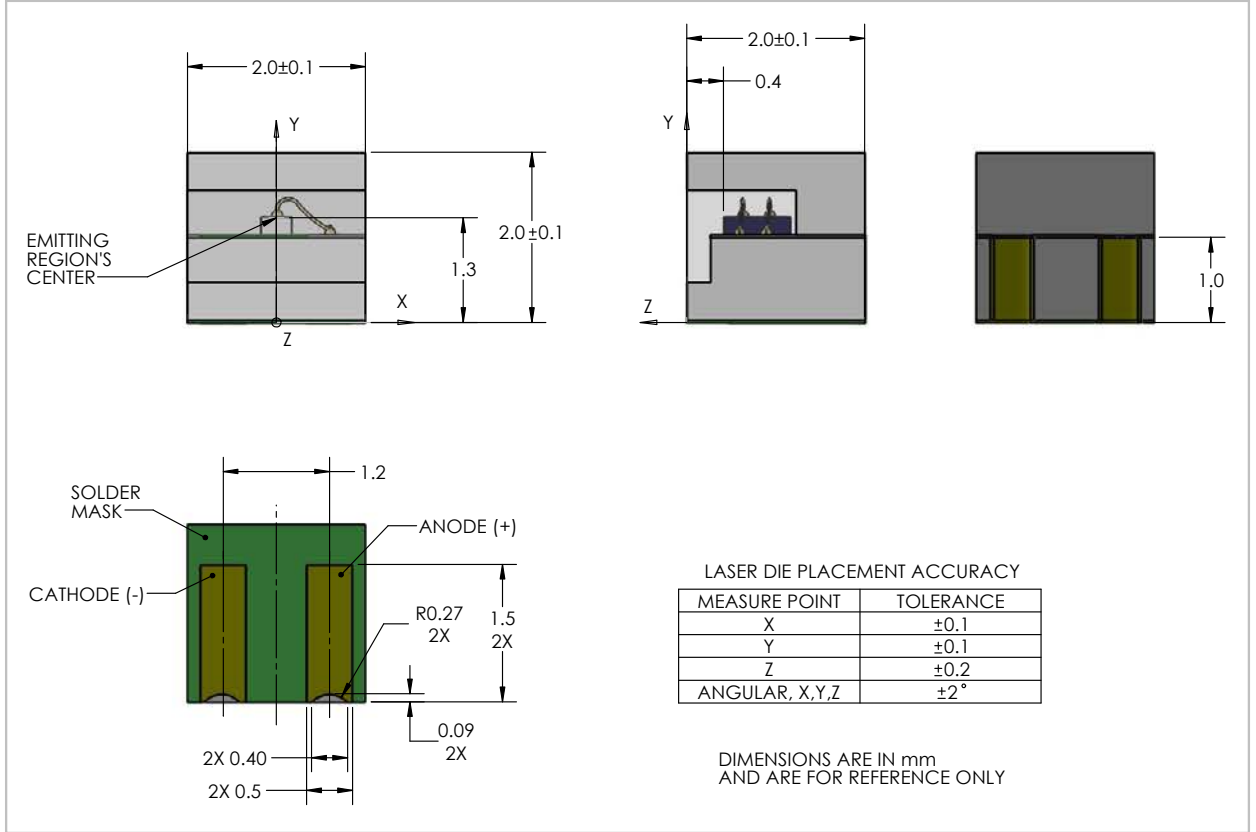 2.0±0.1
Y
EMITTING
REGION'S
CENTER
2.0±0.1
1.3
X
Z
2.0±0.1
0.4
Y
Z
1.0
1.2
SOLDER
MASK
ANODE (+)
CATHODE (-)
R0.27
2X
1.5
2X
0.09
2X
2X 0.40
2X 0.5
LASER DIE PLACEMENT ACCURACY
MEASURE POINT TOLERANCE
X ±0.1
Y ±0.1
Z ±0.2
ANGULAR, X,Y,Z ±2°
DIMENSIONS ARE IN mm
AND ARE FOR REFERENCE ONLY